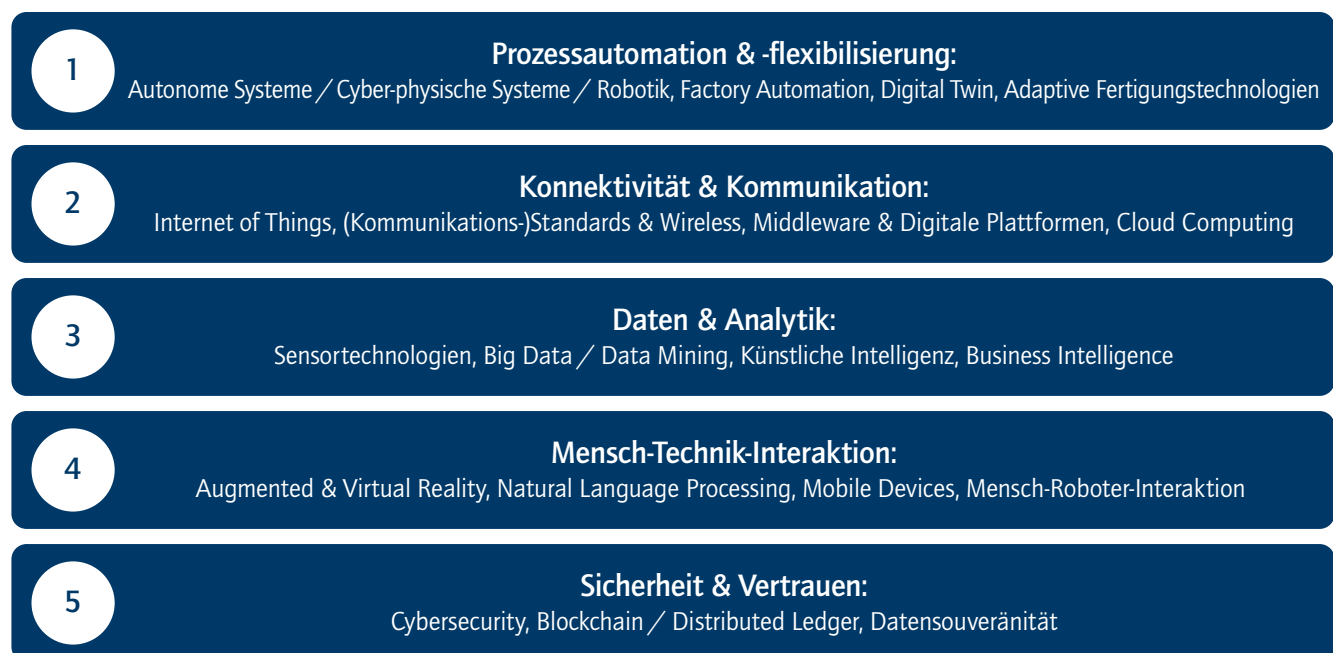 1
Prozessautomation & -flexibilisierung:
Autonome Systeme / Cyber-physische Systeme / Robotik, Factory Automation, Digital Twin, Adaptive Fertigungstechnologien
2
Konnektivität & Kommunikation:
Internet of Things, (Kommunikations-)Standards & Wireless, Middleware & Digitale Plattformen, Cloud Computing
3
Daten & Analytik:
Sensortechnologien, Big Data / Data Mining, Künstliche Intelligenz, Business Intelligence
4
Mensch-Technik-Interaktion:
Augmented & Virtual Reality, Natural Language Processing, Mobile Devices, Mensch-Roboter-Interaktion
5
Sicherheit & Vertrauen:
Cybersecurity, Blockchain / Distributed Ledger, Datensouveränität